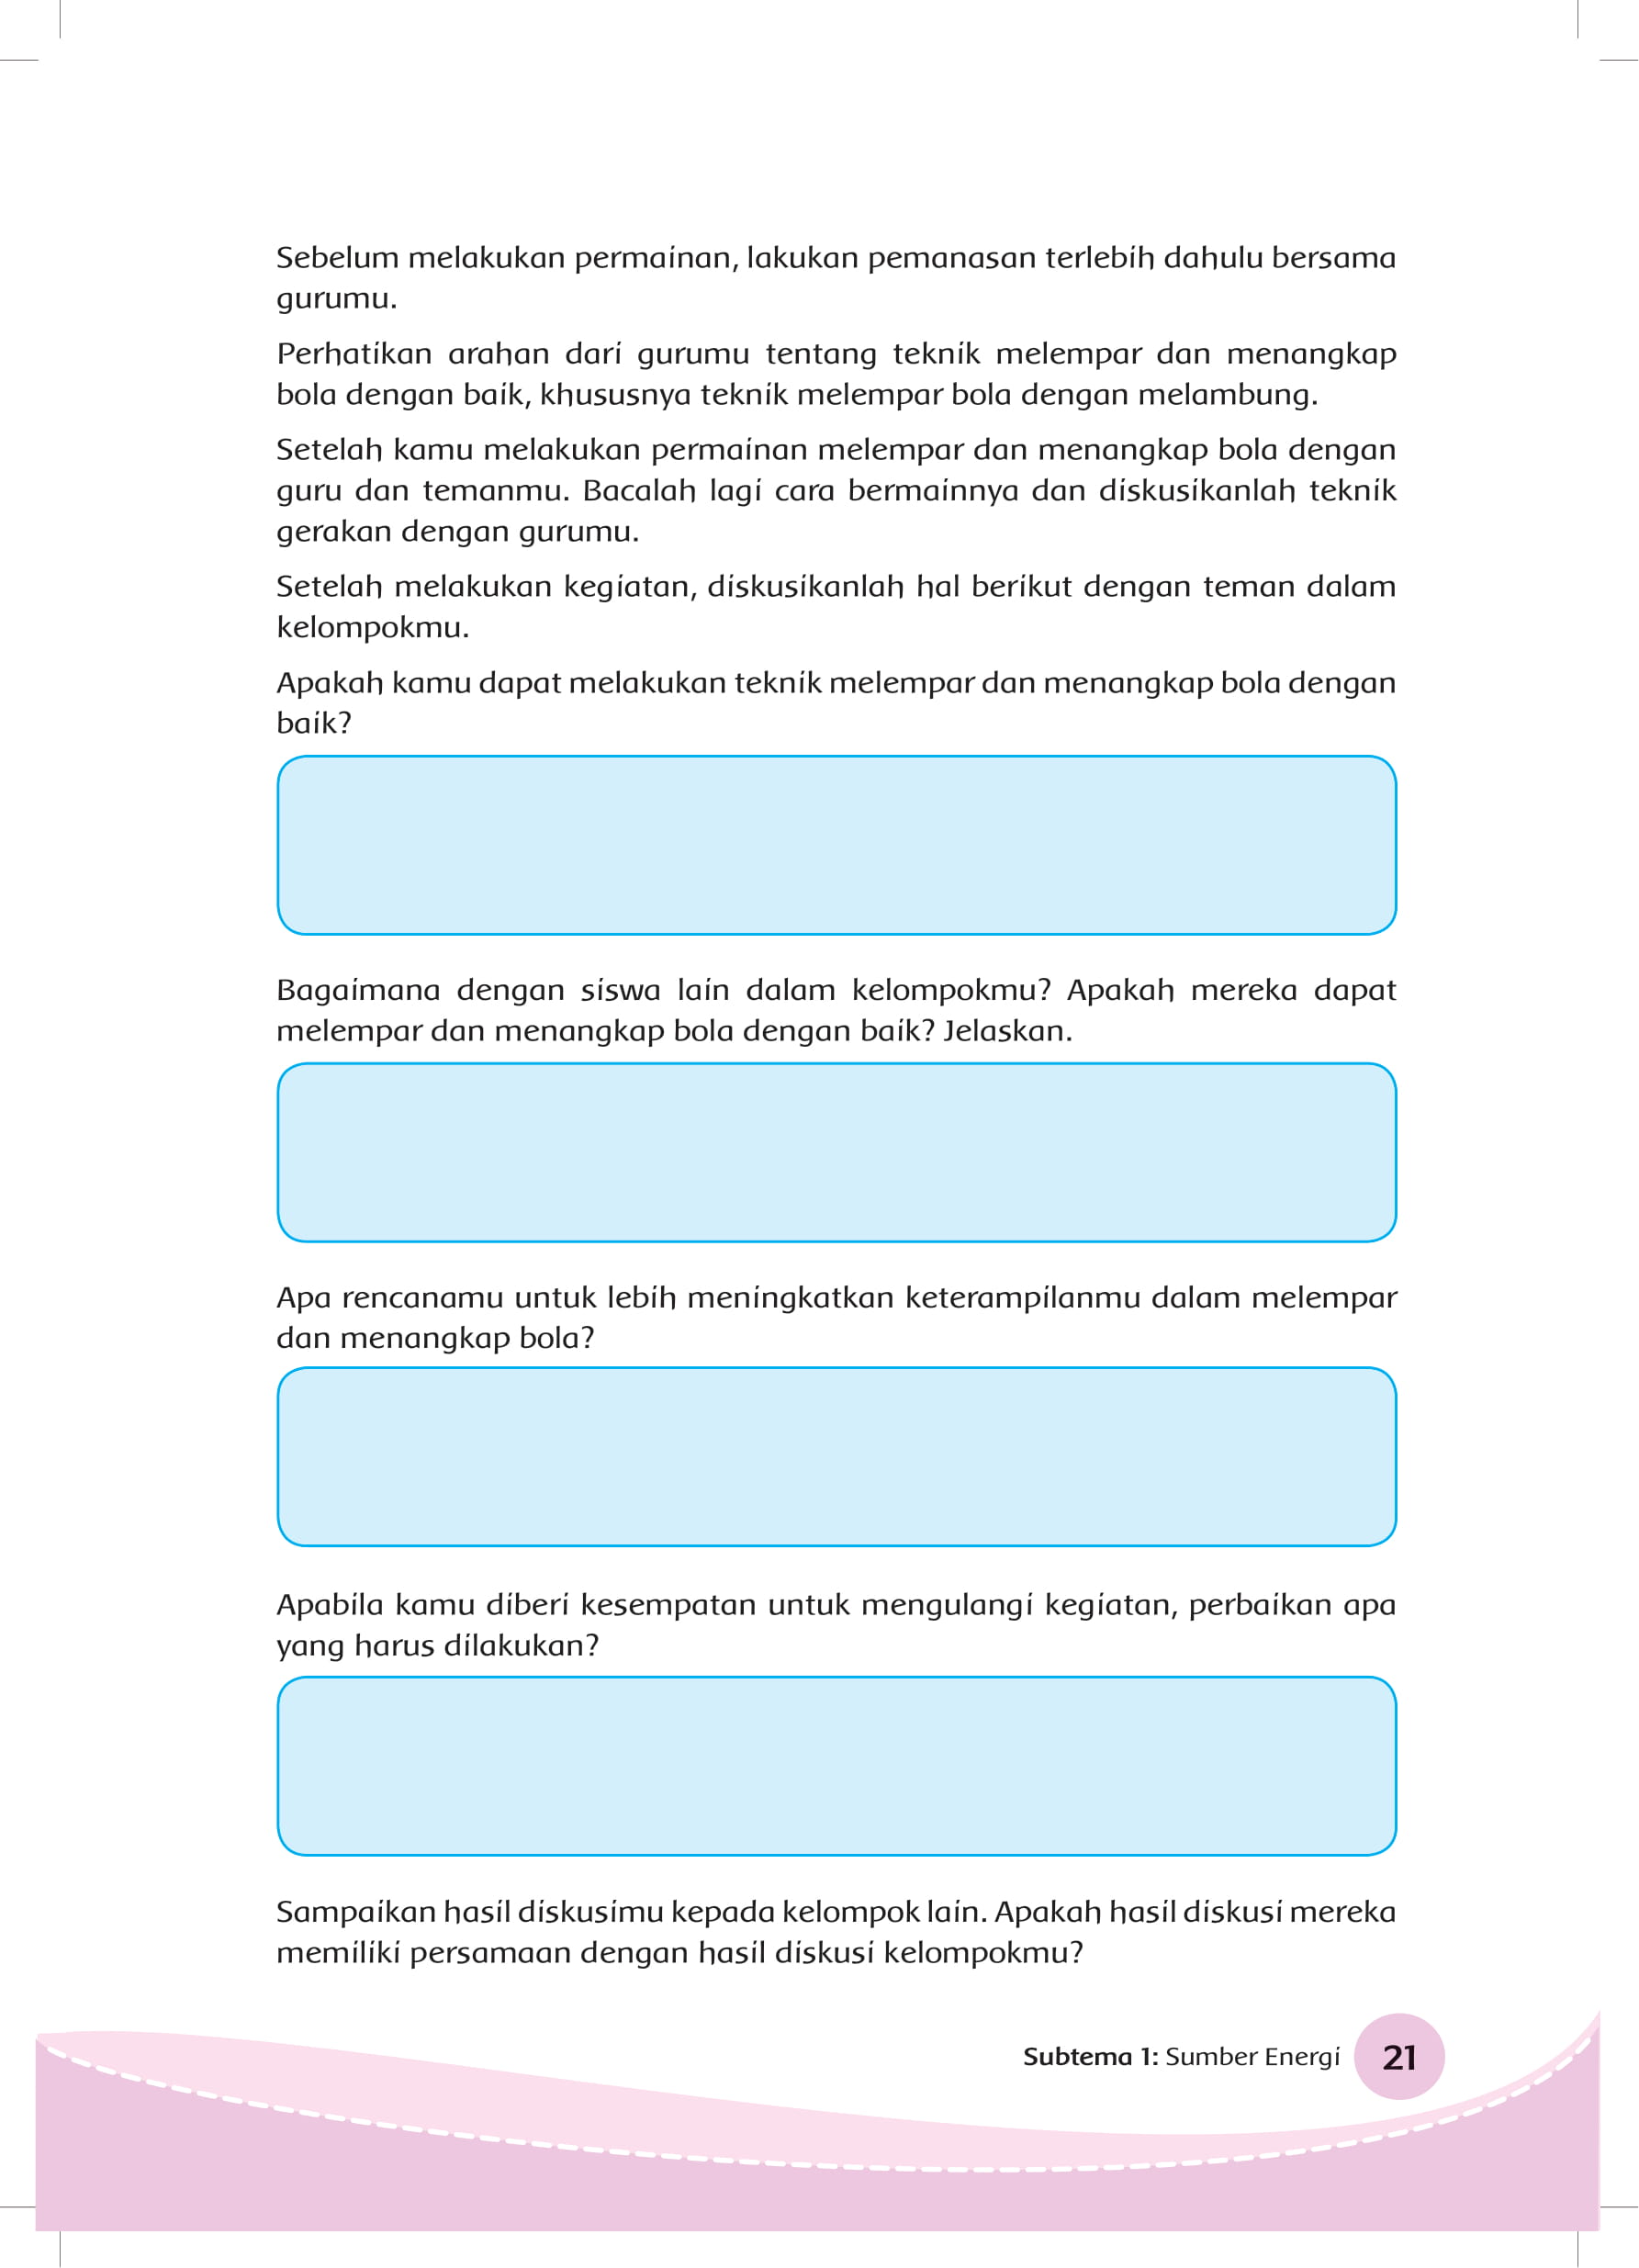 Sebelum melakukan permainan, lakukan pemanasan terlebih dahulu bersama
gurumu.
Perhatikan arahan dari gurumu tentang teknik melempar dan menangkap
bola dengan baik, khususnya teknik melempar bola dengan melambung.
Setelah kamu melakukan permainan melempar dan menangkap bola dengan
guru dan temanmu. Bacalah lagi cara bermainnya dan diskusikanlah teknik
gerakan dengan gurumu.
Setelah melakukan kegiatan, diskusikanlah hal berikut dengan teman dalam
kelompokmu.
Apakah kamu dapat melakukan teknik melempar dan menangkap bola dengan
baik?
Bagaimana dengan siswa lain dalam kelompokmu? Apakah mereka dapat
melempar dan menangkap bola dengan baik? Jelaskan.
Apa rencanamu untuk lebih meningkatkan keterampilanmu dalam melempar
dan menangkap bola?
Apabila kamu diberi kesempatan untuk mengulangi kegiatan, perbaikan apa
yang harus dilakukan?
Sampaikan hasil diskusimu kepada kelompok lain. Apakah hasil diskusi mereka
memiliki persamaan dengan hasil diskusi kelompokmu?
Subtema 1: Sumber Energi 21